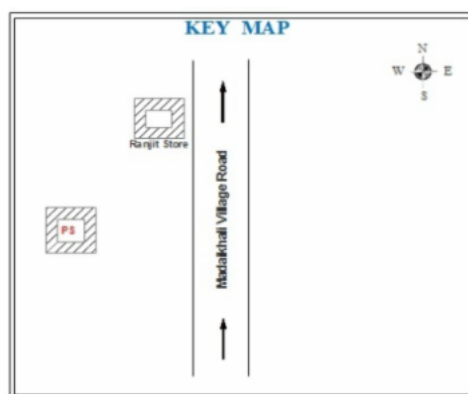 KEY MAP
N
W E
S
Ranjit Store
Madaikhali Village Road
PS